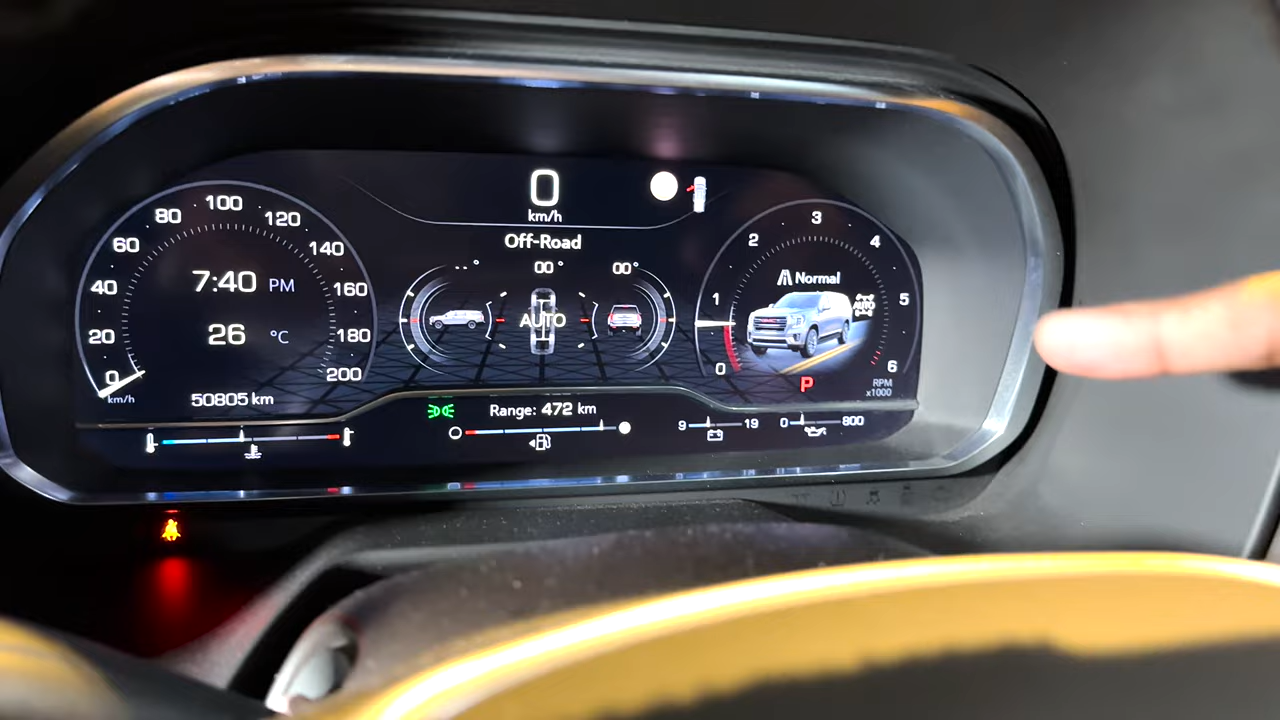 0
km/h
Off-Road
-- °
00 °
00°
AUTO
0
20
40
60
80
100
120
140
160
180
200
km/h
7:40 PM
26 °C
50805 km
0
1
2
3
4
5
6
RPM
x1000
Normal
AUTO
P
Range: 472 km
9
19
0
800